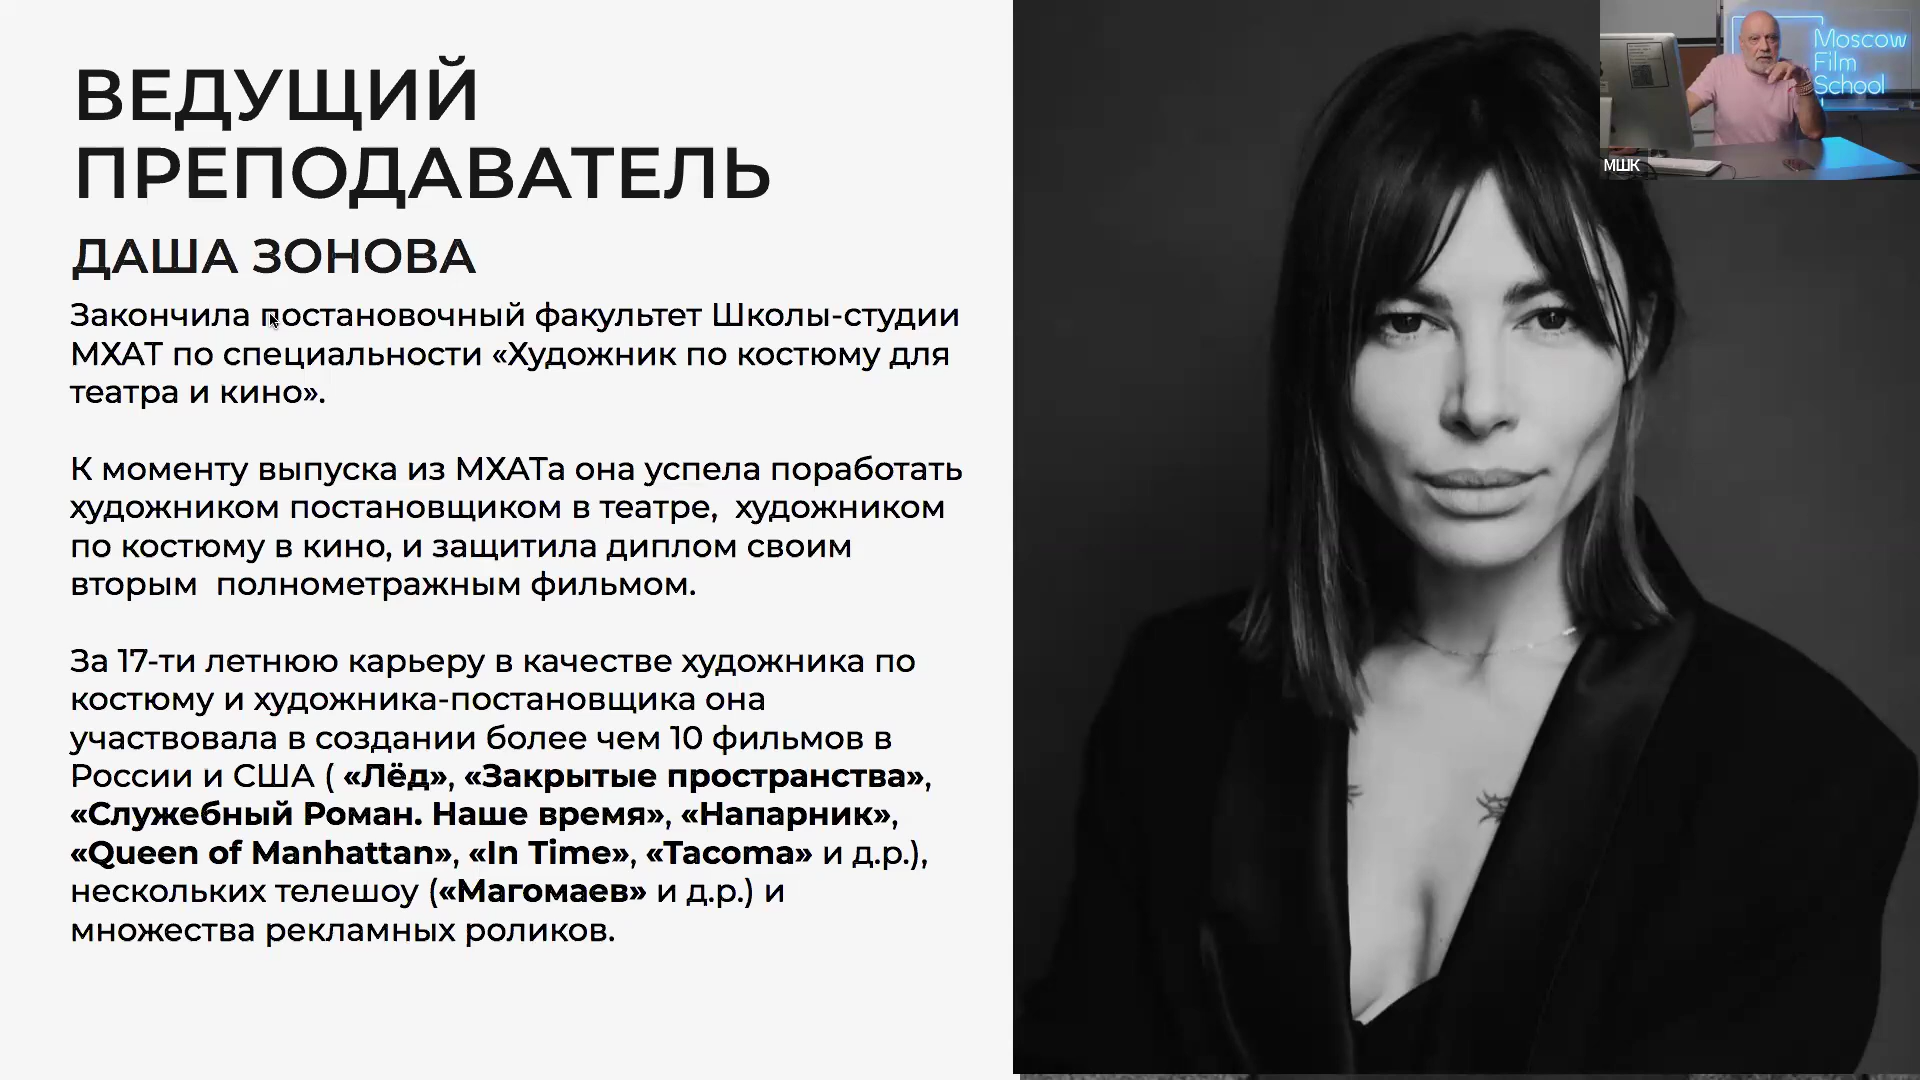 ВЕДУЩИЙ
ПРЕПОДАВАТЕЛЬ
ДАША ЗОНОВА
Закончила постановочный факультет Школы-студии
МХАТ по специальности «Художник по костюму для
театра и кино».
К моменту выпуска из МХАТа она успела поработать
художником постановщиком в театре,  художником
по костюму в кино, и защитила диплом своим
вторым  полнометражным фильмом.
За 17-ти летнюю карьеру в качестве художника по
костюму и художника-постановщика она
участвовала в создании более чем 10 фильмов в
России и США ( «Лёд», «Закрытые пространства»,
«Служебный Роман. Наше время», «Напарник»,
«Queen of Manhattan», «In Time», «Tacoma» и д.р.),
нескольких телешоу («Магомаев» и д.р.) и
множества рекламных роликов.
Moscow
Film
School
МШК